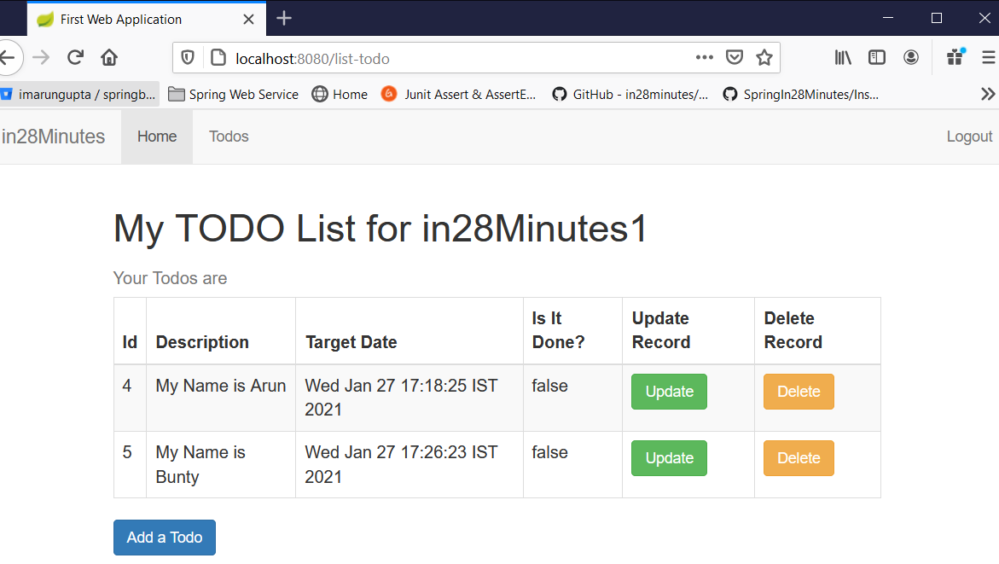 First Web Application
localhost:8080/list-todo
imarungupta / springb... Spring Web Service Home Junit Assert & AssertE... GitHub - in28minutes/... SpringIn28Minutes/Ins...
in28Minutes Home Todos Logout
My TODO List for in28Minutes1
Your Todos are
Id Description Target Date Is It Done? Update Record Delete Record
4 My Name is Arun Wed Jan 27 17:18:25 IST 2021 false Update Delete
5 My Name is Bunty Wed Jan 27 17:26:23 IST 2021 false Update Delete
Add a Todo